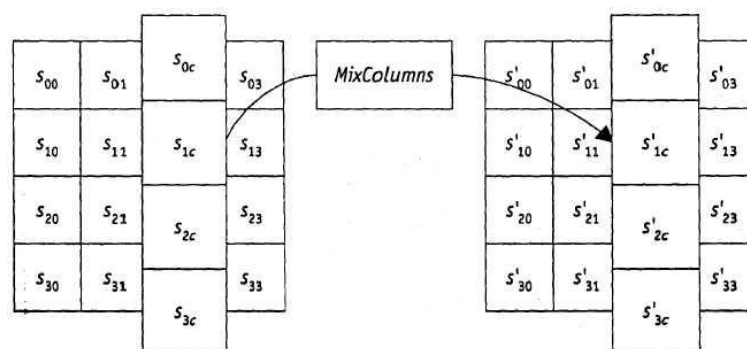 S00 S01 S0c S03 MixColumns S'00 S'01 S'0c S'03
S10 S11 S1c S13 S'10 S'11 S'1c S'13
S20 S21 S2c S23 S'20 S'21 S'2c S'23
S30 S31 S3c S33 S'30 S'31 S'3c S'33